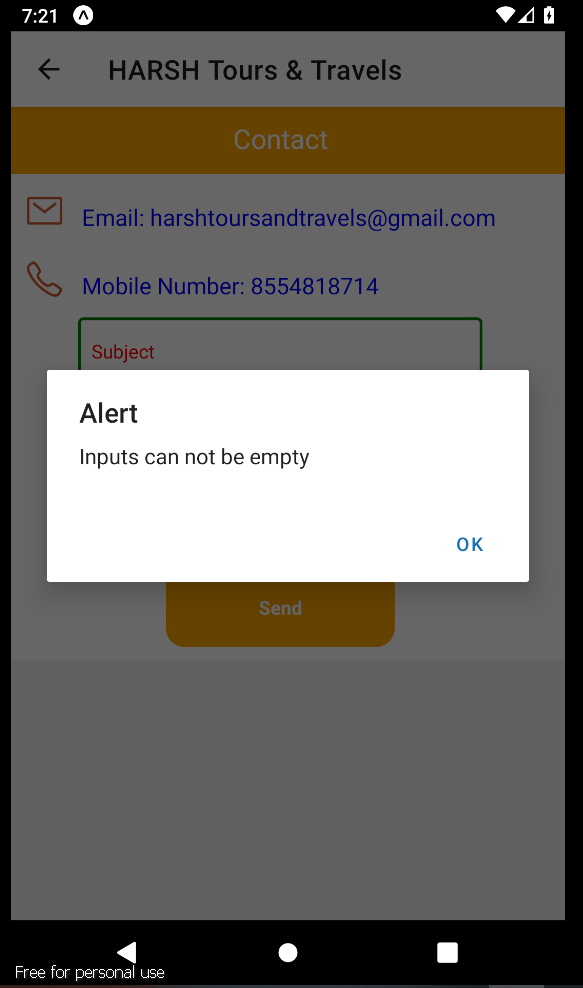 7:21
HARSH Tours & Travels
Contact
Email: harshtoursandtravels@gmail.com
Mobile Number: 8554818714
Subject
Alert
Inputs can not be empty
OK
Send
Free for personal use